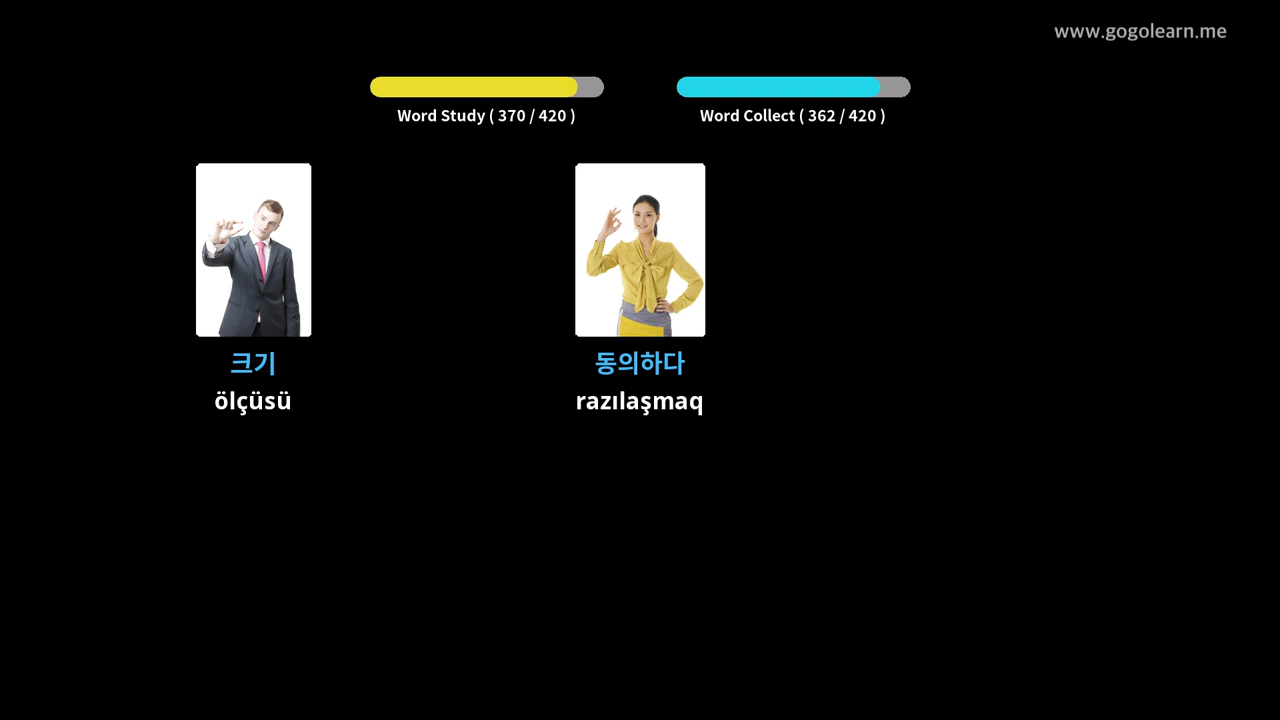 www.gogolearn.me
Word Study ( 370 / 420 )
Word Collect ( 362 / 420 )
크기
ölçüsü
동의하다
razılaşmaq